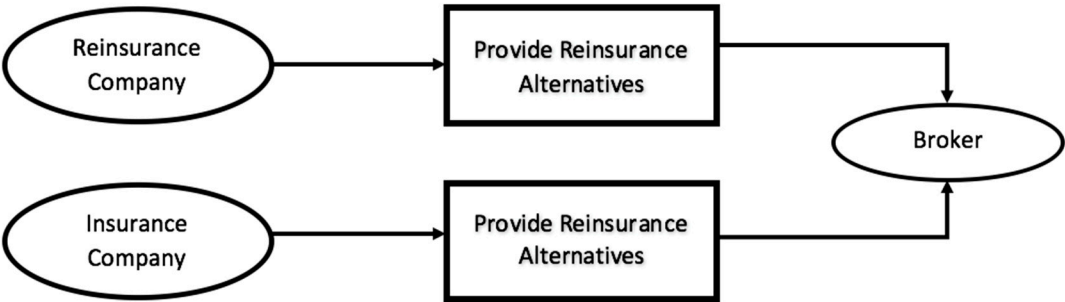 Reinsurance
Company
Provide Reinsurance
Alternatives
Broker
Insurance
Company
Provide Reinsurance
Alternatives